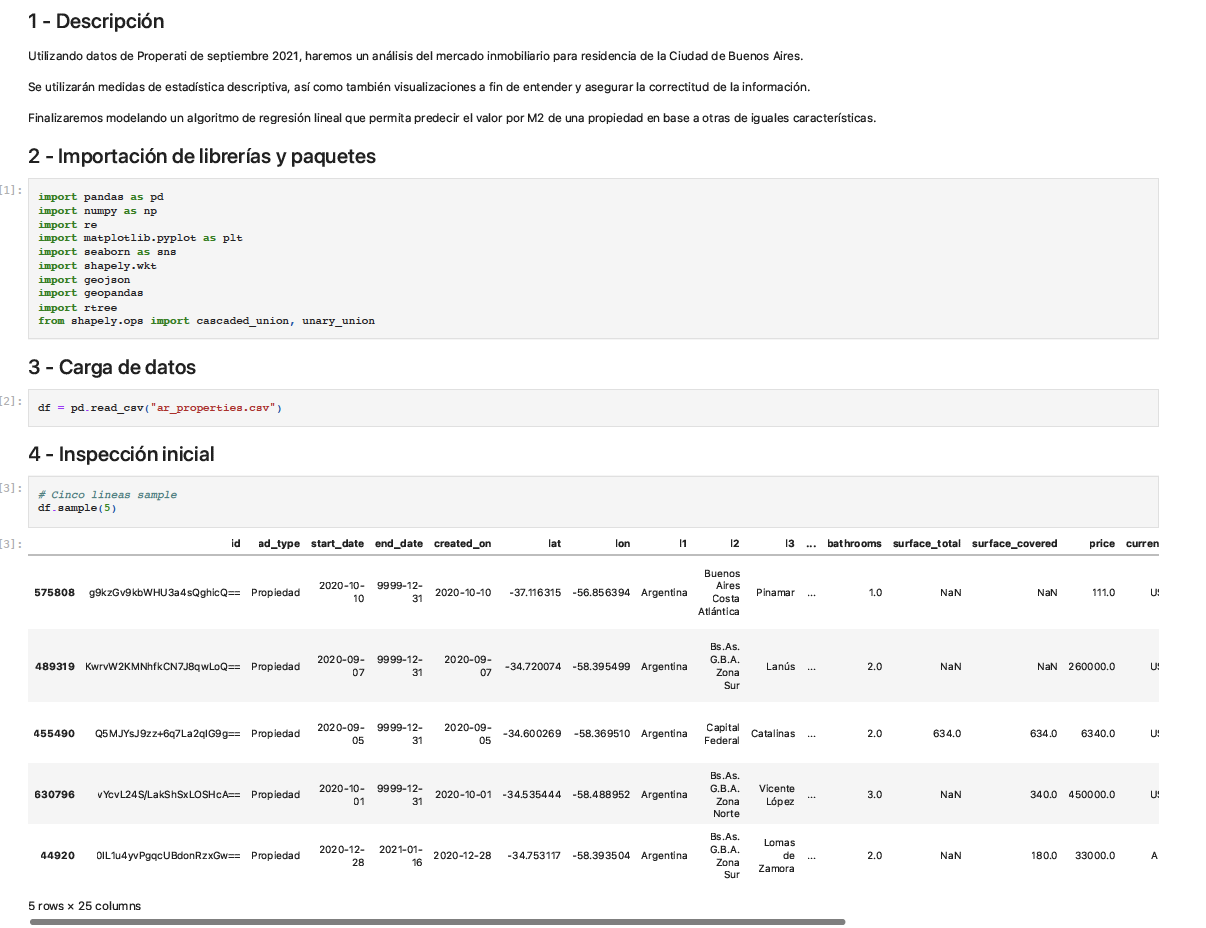 1 - Descripción
Utilizando datos de Properati de septiembre 2021, haremos un análisis del mercado inmobiliario para residencia de la Ciudad de Buenos Aires.
Se utilizarán medidas de estadística descriptiva, así como también visualizaciones a fin de entender y asegurar la correctitud de la información.
Finalizaremos modelando un algoritmo de regresión lineal que permita predecir el valor por M2 de una propiedad en base a otras de iguales características.
2 - Importación de librerías y paquetes
[1]:
import pandas as pd
import numpy as np
import re
import matplotlib.pyplot as plt
import seaborn as sns
import shapely.wkt
import geojson
import geopandas
import rtree
from shapely.ops import cascaded_union, unary_union
3 - Carga de datos
[2]:
df = pd.read_csv("ar_properties.csv")
4 - Inspección inicial
[3]:
# Cinco lineas sample
df.sample(5)
[3]:
id ad_type start_date end_date created_on lat lon l1 l2 l3 ... bathrooms surface_total surface_covered price curren
575808 g9kzGv9kbWHU3a4sQghicQ== Propiedad 2020-10-10 9999-12-31 2020-10-10 -37.116315 -56.856394 Argentina Buenos Aires Costa Atlántica Pinamar ... 1.0 NaN NaN 111.0 US
489319 KwrvW2KMNhfkCN7J8qwLoQ== Propiedad 2020-09-07 9999-12-31 2020-09-07 -34.720074 -58.395499 Argentina Bs.As. G.B.A. Zona Sur Lanús ... 2.0 NaN NaN 260000.0 US
455490 Q5MJYsJ9zz+6q7La2qIG9g== Propiedad 2020-09-05 9999-12-31 2020-09-05 -34.600269 -58.369510 Argentina Capital Federal Catalinas ... 2.0 634.0 634.0 6340.0 US
630796 vYcvL24S/LakShSxLOSHcA== Propiedad 2020-10-01 9999-12-31 2020-10-01 -34.535444 -58.488952 Argentina Bs.As. G.B.A. Zona Norte Vicente López ... 3.0 NaN 340.0 450000.0 US
44920 0IL1u4yvPgqcUBdonRzxGw== Propiedad 2020-12-28 2021-01-16 2020-12-28 -34.753117 -58.393504 Argentina Bs.As. G.B.A. Zona Sur Lomas de Zamora ... 2.0 NaN 180.0 33000.0 A
5 rows × 25 columns